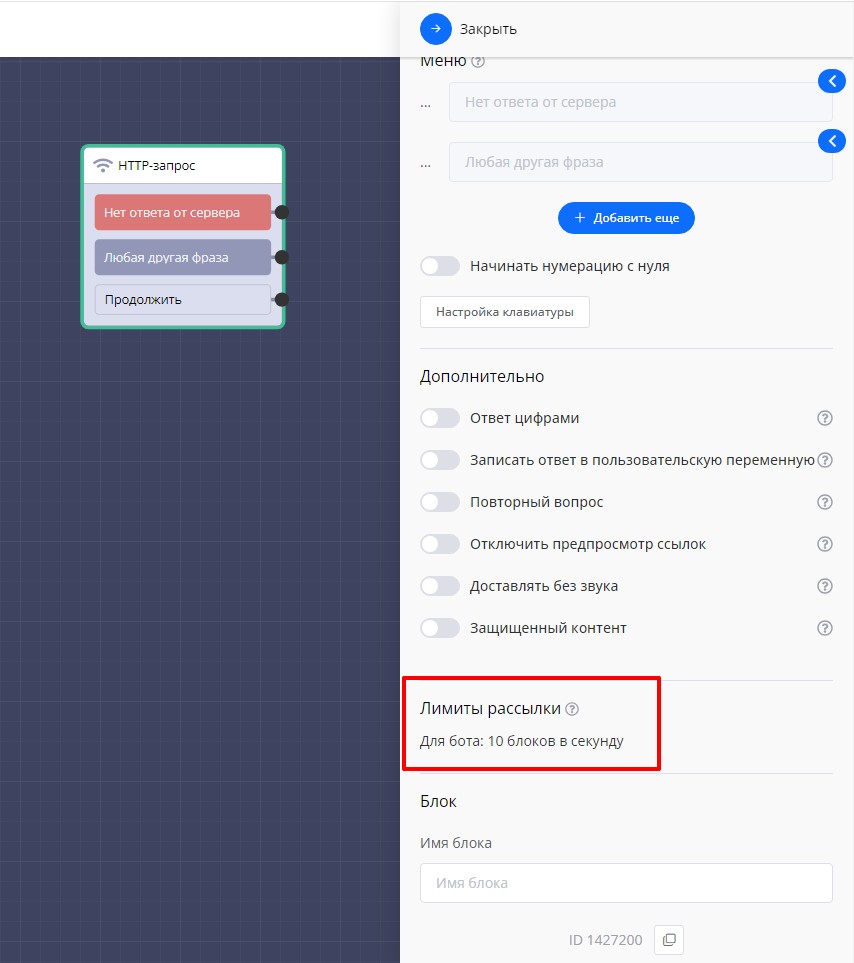 Закрыть
Меню
...
Нет ответа от сервера
...
Любая другая фраза
+ Добавить еще
Начинать нумерацию с нуля
Настройка клавиатуры
Дополнительно
Ответ цифрами
Записать ответ в пользовательскую переменную
Повторный вопрос
Отключить предпросмотр ссылок
Доставлять без звука
Защищенный контент
Лимиты рассылки
Для бота: 10 блоков в секунду
Блок
Имя блока
Имя блока
ID 1427200
HTTP-запрос
Нет ответа от сервера
Любая другая фраза
Продолжить